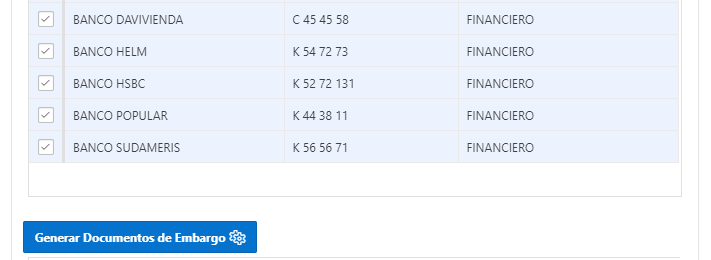 BANCO DAVIVIENDA C 45 45 58 FINANCIERO
BANCO HELM K 54 72 73 FINANCIERO
BANCO HSBC K 52 72 131 FINANCIERO
BANCO POPULAR K 44 38 11 FINANCIERO
BANCO SUDAMERIS K 56 56 71 FINANCIERO
Generar Documentos de Embargo